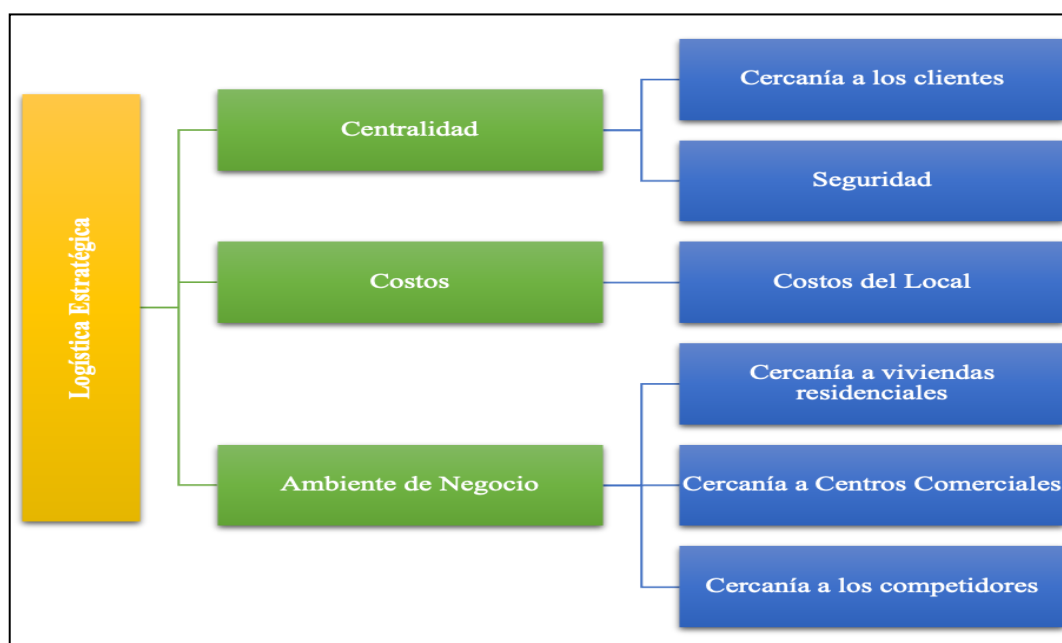 Logística Estratégica
Centralidad
Cercanía a los clientes
Seguridad
Costos
Costos del Local
Ambiente de Negocio
Cercanía a viviendas
residenciales
Cercanía a Centros Comerciales
Cercanía a los competidores